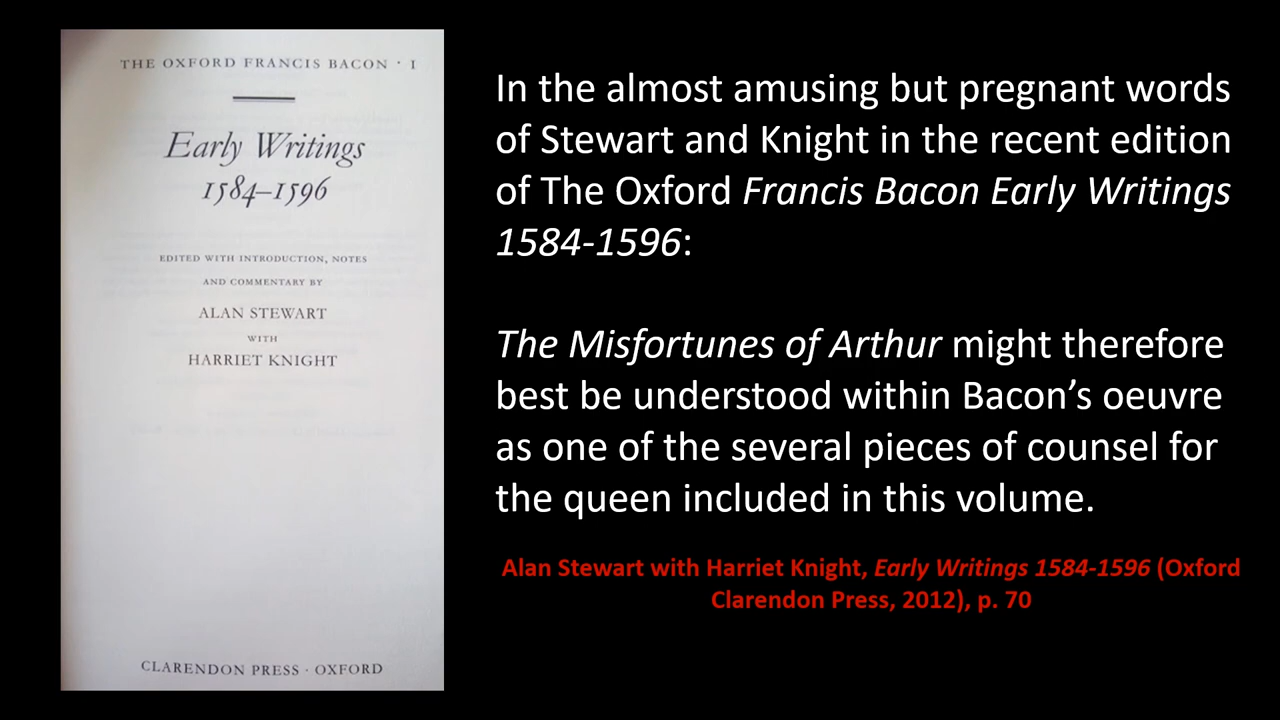 THE OXFORD FRANCIS BACON · I
Early Writings
1584–1596
EDITED WITH INTRODUCTION, NOTES
AND COMMENTARY BY
ALAN STEWART
WITH
HARRIET KNIGHT
CLARENDON PRESS · OXFORD
In the almost amusing but pregnant words
of Stewart and Knight in the recent edition
of The Oxford Francis Bacon Early Writings
1584-1596:
The Misfortunes of Arthur might therefore
best be understood within Bacon’s oeuvre
as one of the several pieces of counsel for
the queen included in this volume.
Alan Stewart with Harriet Knight, Early Writings 1584-1596 (Oxford
Clarendon Press, 2012), p. 70